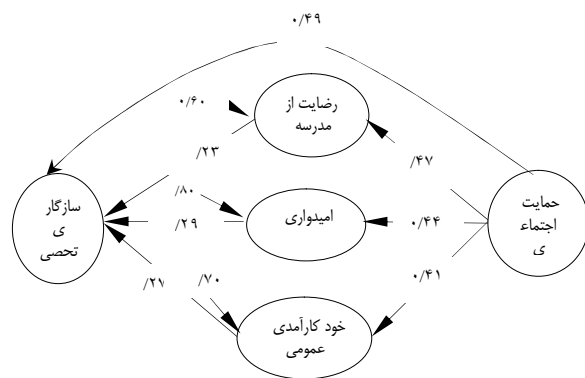 ۰/۴۹
۰/۶۰
رضایت از
مدرسه
/۲۳
/۴۷
/۸۰
سازگار
ی
تحصی
/۲۹
امیدواری
۰/۴۴
حمایت
اجتماع
ی
/۲۷
/۷۰
۰/۴۱
خود کارآمدی
عمومی